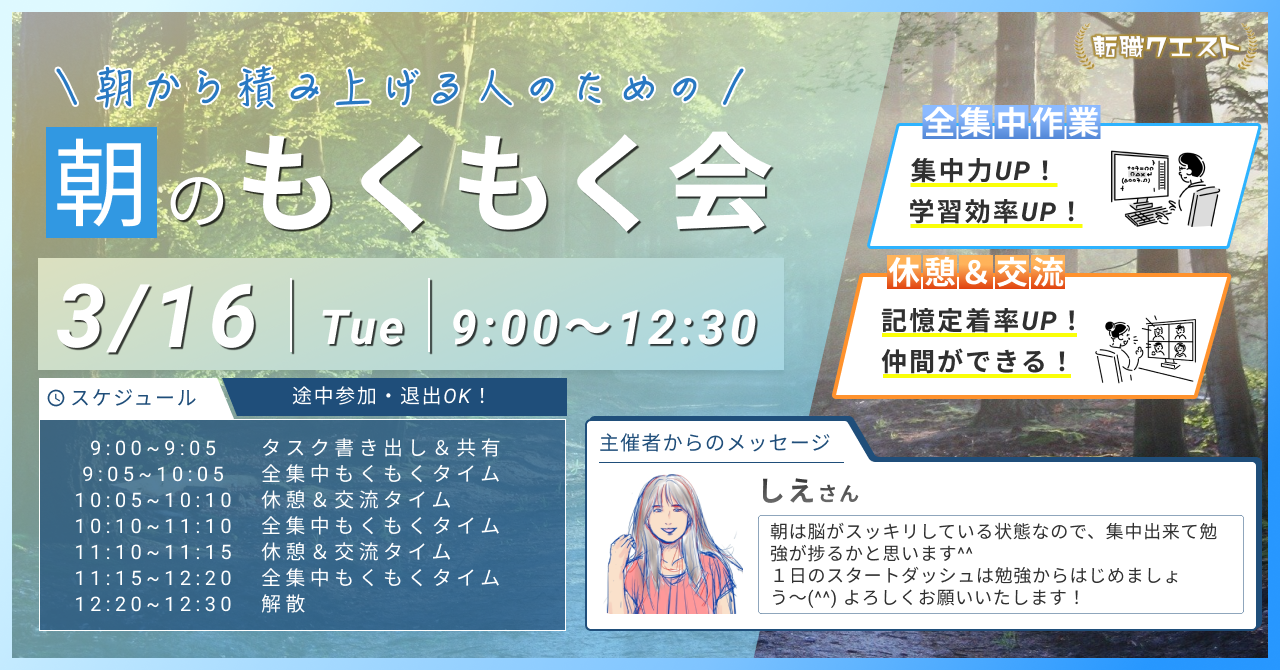 \ 朝から積み上げる人のための /
朝のもくもく会
3/16 | Tue | 9:00〜12:30
スケジュール
途中参加・退出OK！
9:00~9:05 タスク書き出し＆共有
9:05~10:05 全集中もくもくタイム
10:05~10:10 休憩＆交流タイム
10:10~11:10 全集中もくもくタイム
11:10~11:15 休憩＆交流タイム
11:15~12:20 全集中もくもくタイム
12:20~12:30 解散
転職クエスト
全集中作業
集中力UP！
学習効率UP！
休憩＆交流
記憶定着率UP！
仲間ができる！
主催者からのメッセージ
しえさん
朝は脳がスッキリしている状態なので、集中出来て勉
強が捗るかと思います^^
１日のスタートダッシュは勉強からはじめましょ
う〜(^^) よろしくお願いいたします！